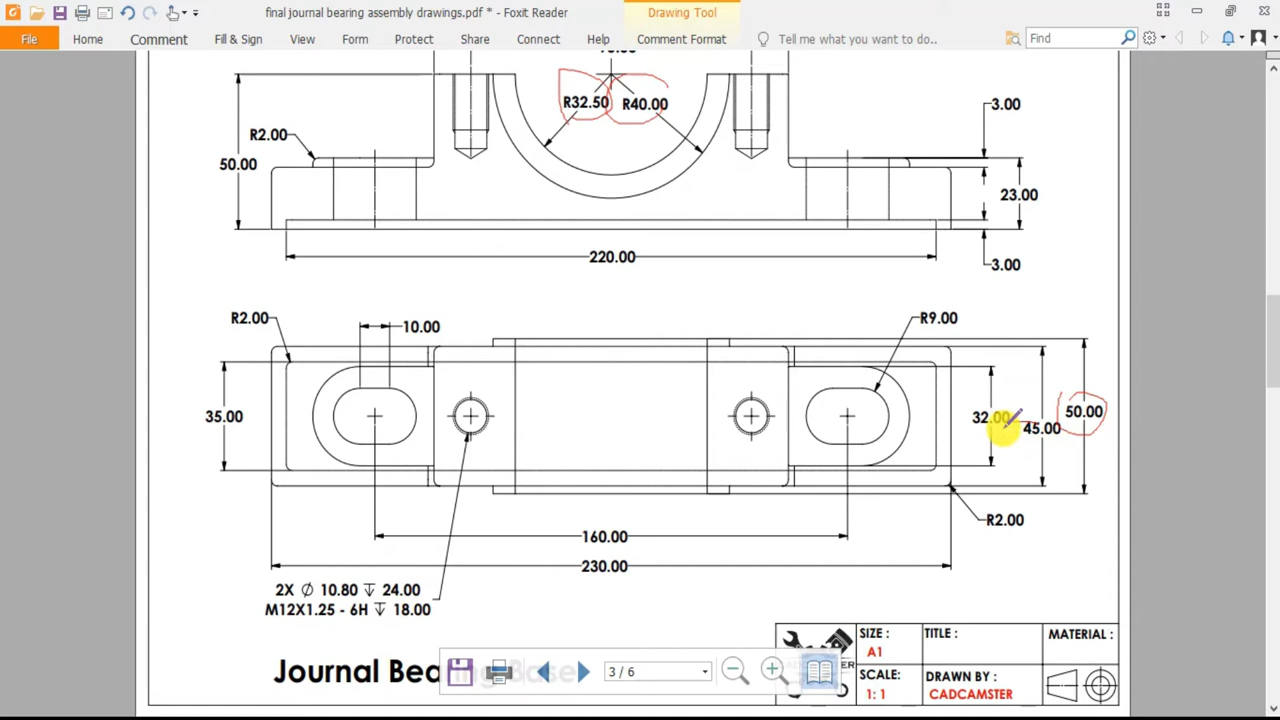 final journal bearing assembly drawings.pdf * - Foxit Reader
Drawing Tool
File
Home
Comment
Fill & Sign
View
Form
Protect
Share
Connect
Help
Comment Format
Tell me what you want to do..
Find
R32.50
R40.00
3.00
R2.00
50.00
23.00
220.00
3.00
R2.00
10.00
R9.00
35.00
32.00
45.00
50.00
R2.00
160.00
230.00
2X ∅ 10.80 ↧ 24.00
M12X1.25 - 6H ↧ 18.00
SIZE :
A1
TITLE :
MATERIAL :
SCALE:
1: 1
DRAWN BY :
CADCAMSTER
Journal Bearing Base
3 / 6